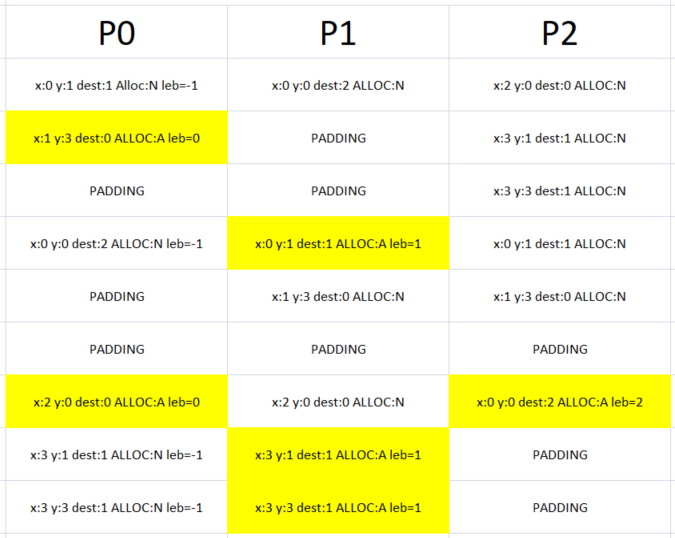 P0 P1 P2
x:0 y:1 dest:1 Alloc:N leb=-1 x:0 y:0 dest:2 ALLOC:N x:2 y:0 dest:0 ALLOC:N
x:1 y:3 dest:0 ALLOC:A leb=0 PADDING x:3 y:1 dest:1 ALLOC:N
PADDING PADDING x:3 y:3 dest:1 ALLOC:N
x:0 y:0 dest:2 ALLOC:N leb=-1 x:0 y:1 dest:1 ALLOC:A leb=1 x:0 y:1 dest:1 ALLOC:N
PADDING x:1 y:3 dest:0 ALLOC:N x:1 y:3 dest:0 ALLOC:N
PADDING PADDING PADDING
x:2 y:0 dest:0 ALLOC:A leb=0 x:2 y:0 dest:0 ALLOC:N x:0 y:0 dest:2 ALLOC:A leb=2
x:3 y:1 dest:1 ALLOC:N leb=-1 x:3 y:1 dest:1 ALLOC:A leb=1 PADDING
x:3 y:3 dest:1 ALLOC:N leb=-1 x:3 y:3 dest:1 ALLOC:A leb=1 PADDING